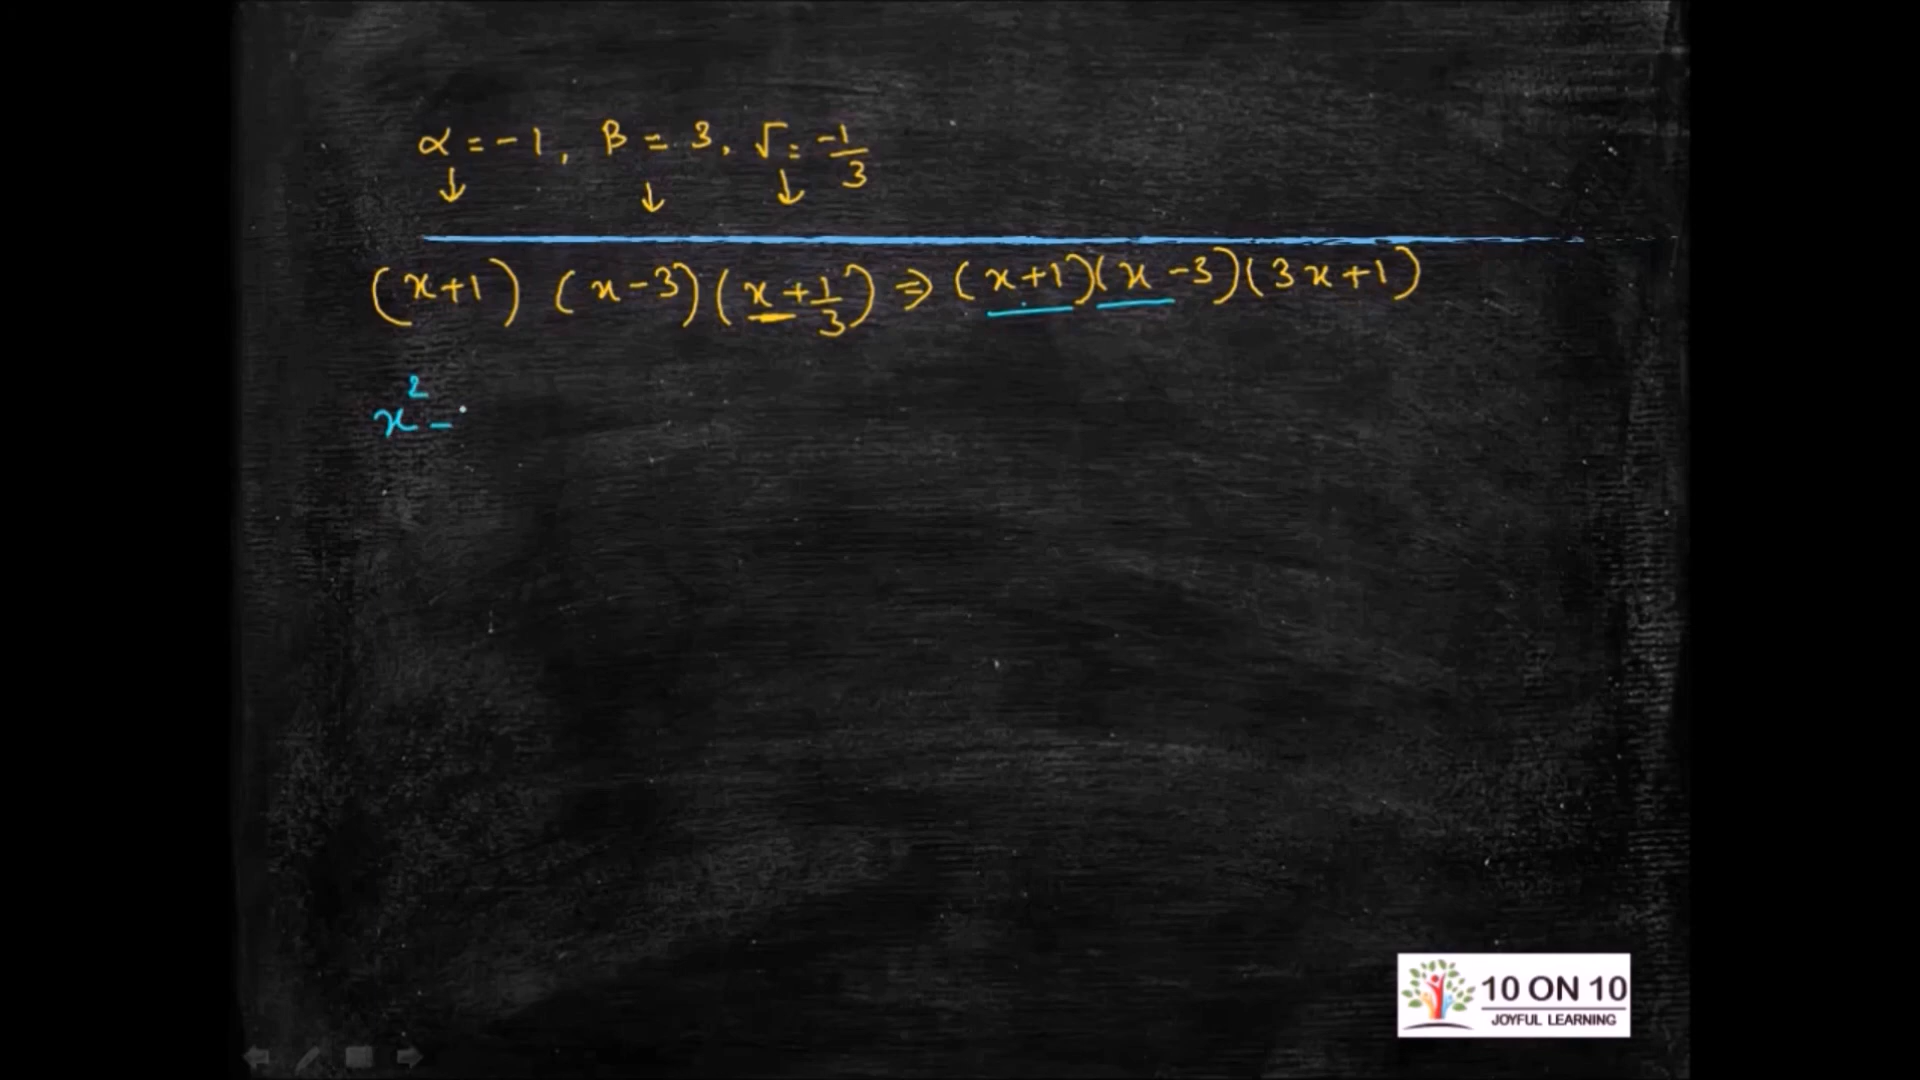 α = -1, β = 3, γ = -1/3
↓ ↓ ↓
(x+1) (x-3) (x+1/3) ⇒ (x+1)(x-3)(3x+1)
x² -
10 ON 10
JOYFUL LEARNING